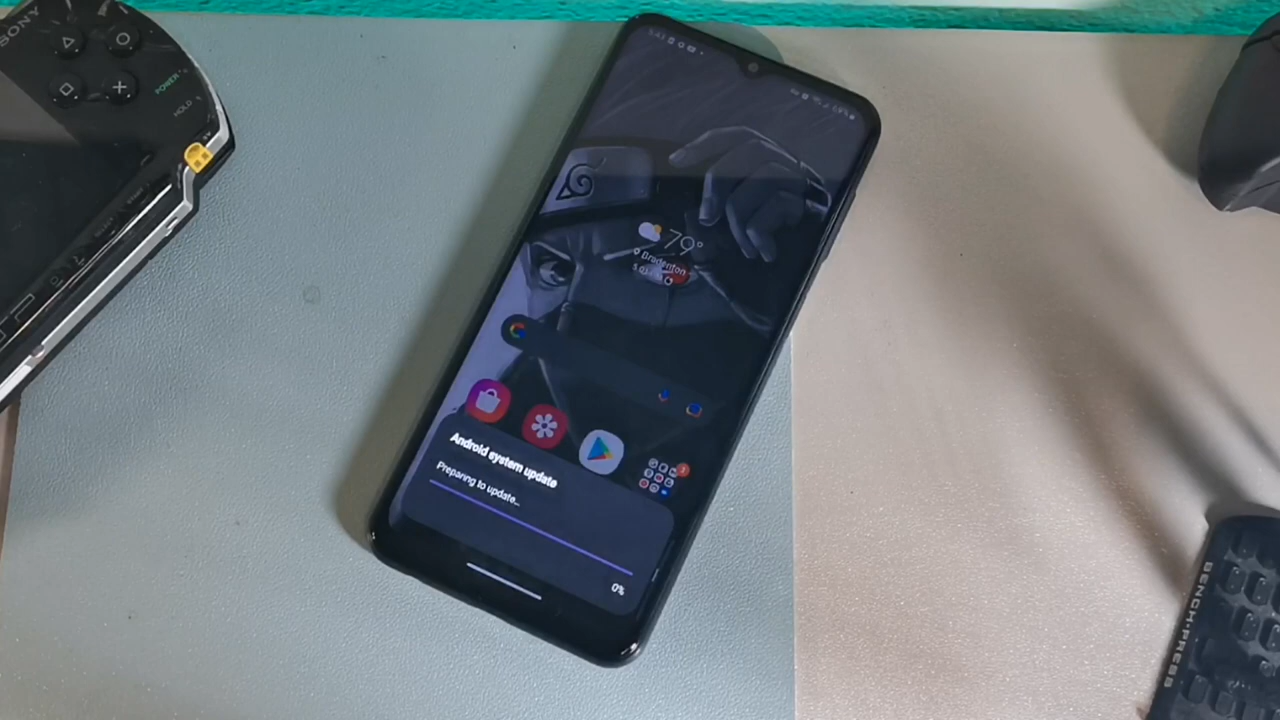 SONY
POWER
HOLD
79°
Bradenton
Android system update
Preparing to update...
0%
BENCH-PRESS